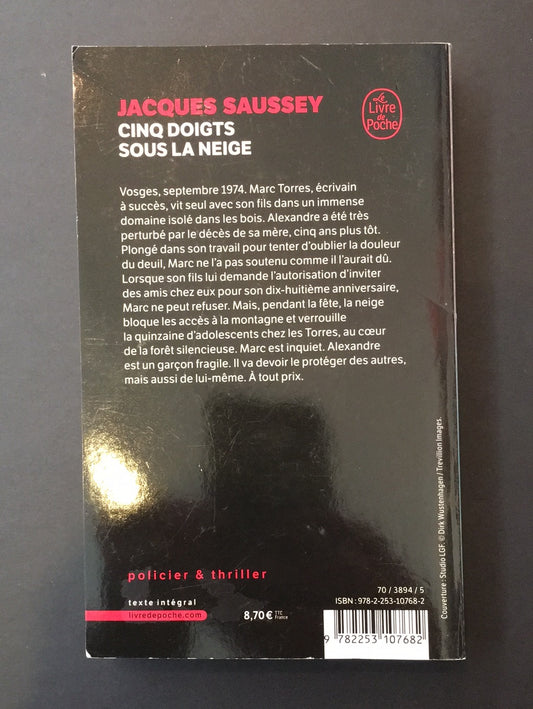 JACQUES SAUSSEY
CINQ DOIGTS
SOUS LA NEIGE
Le
Livre
de
Poche
Vosges, septembre 1974. Marc Torres, écrivain
à succès, vit seul avec son fils dans un immense
domaine isolé dans les bois. Alexandre a été très
perturbé par le décès de sa mère, cinq ans plus tôt.
Plongé dans son travail pour tenter d'oublier la douleur
du deuil, Marc ne l'a pas soutenu comme il l'aurait dû.
Lorsque son fils lui demande l'autorisation d'inviter
des amis chez eux pour son dix-huitième anniversaire,
Marc ne peut refuser. Mais, pendant la fête, la neige
bloque les accès à la montagne et verrouille
la quinzaine d'adolescents chez les Torres, au cœur
de la forêt silencieuse. Marc est inquiet. Alexandre
est un garçon fragile. Il va devoir le protéger des autres,
mais aussi de lui-même. À tout prix.
Couverture : Studio LGF. © Dirk Wustenhagen / Trevillion Images.
policier & thriller
texte intégral
livredepoche.com
8,70 € TTC
France
70 / 3894 / 5
ISBN : 978-2-253-10768-2
9 782253 107682